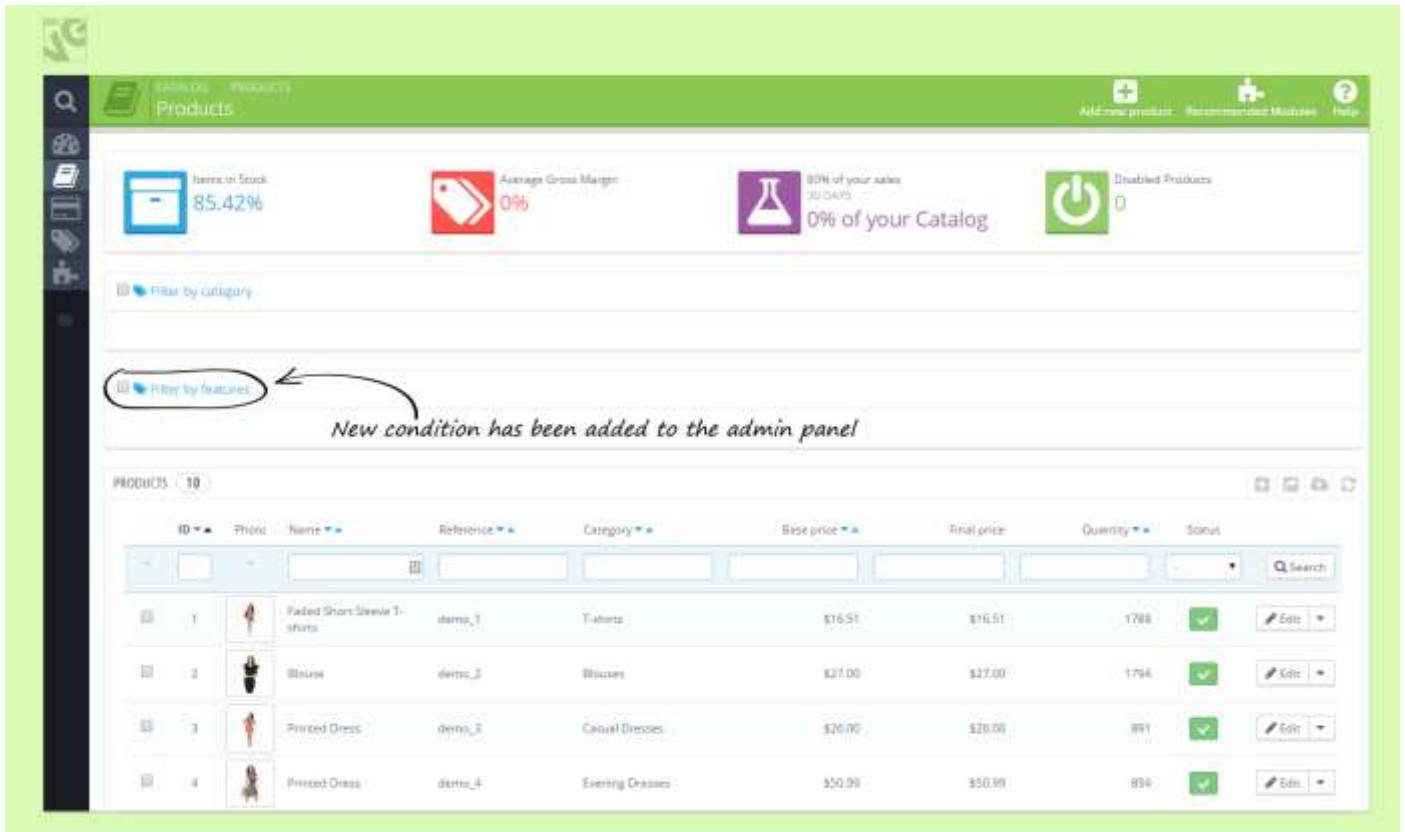 CATALOG PRODUCTS
Products
Add new product Recommended Modules Help
Items in Stock
85.42%
Average Gross Margin
0%
80% of your sales
30 DAYS
0% of your Catalog
Disabled Products
0
Filter by category
Filter by features
New condition has been added to the admin panel
PRODUCTS 10
ID Photo Name Reference Category Base price Final price Quantity Status
- - - Search
1 Faded Short Sleeve T-shirts demo_1 T-shirts $16.51 $16.51 1788 Edit
2 Blouse demo_2 Blouses $27.00 $27.00 1794 Edit
3 Printed Dress demo_3 Casual Dresses $26.00 $26.00 891 Edit
4 Printed Dress demo_4 Evening Dresses $50.99 $50.99 894 Edit